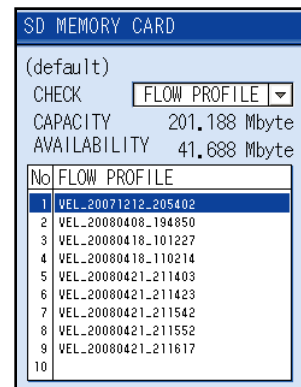 SD MEMORY CARD
(default)
CHECK FLOW PROFILE
CAPACITY 201.188 Mbyte
AVAILABILITY 41.688 Mbyte
No FLOW PROFILE
1 VEL_20071212_205402
2 VEL_20080408_194850
3 VEL_20080418_101227
4 VEL_20080418_110214
5 VEL_20080421_211403
6 VEL_20080421_211423
7 VEL_20080421_211542
8 VEL_20080421_211552
9 VEL_20080421_211617
10